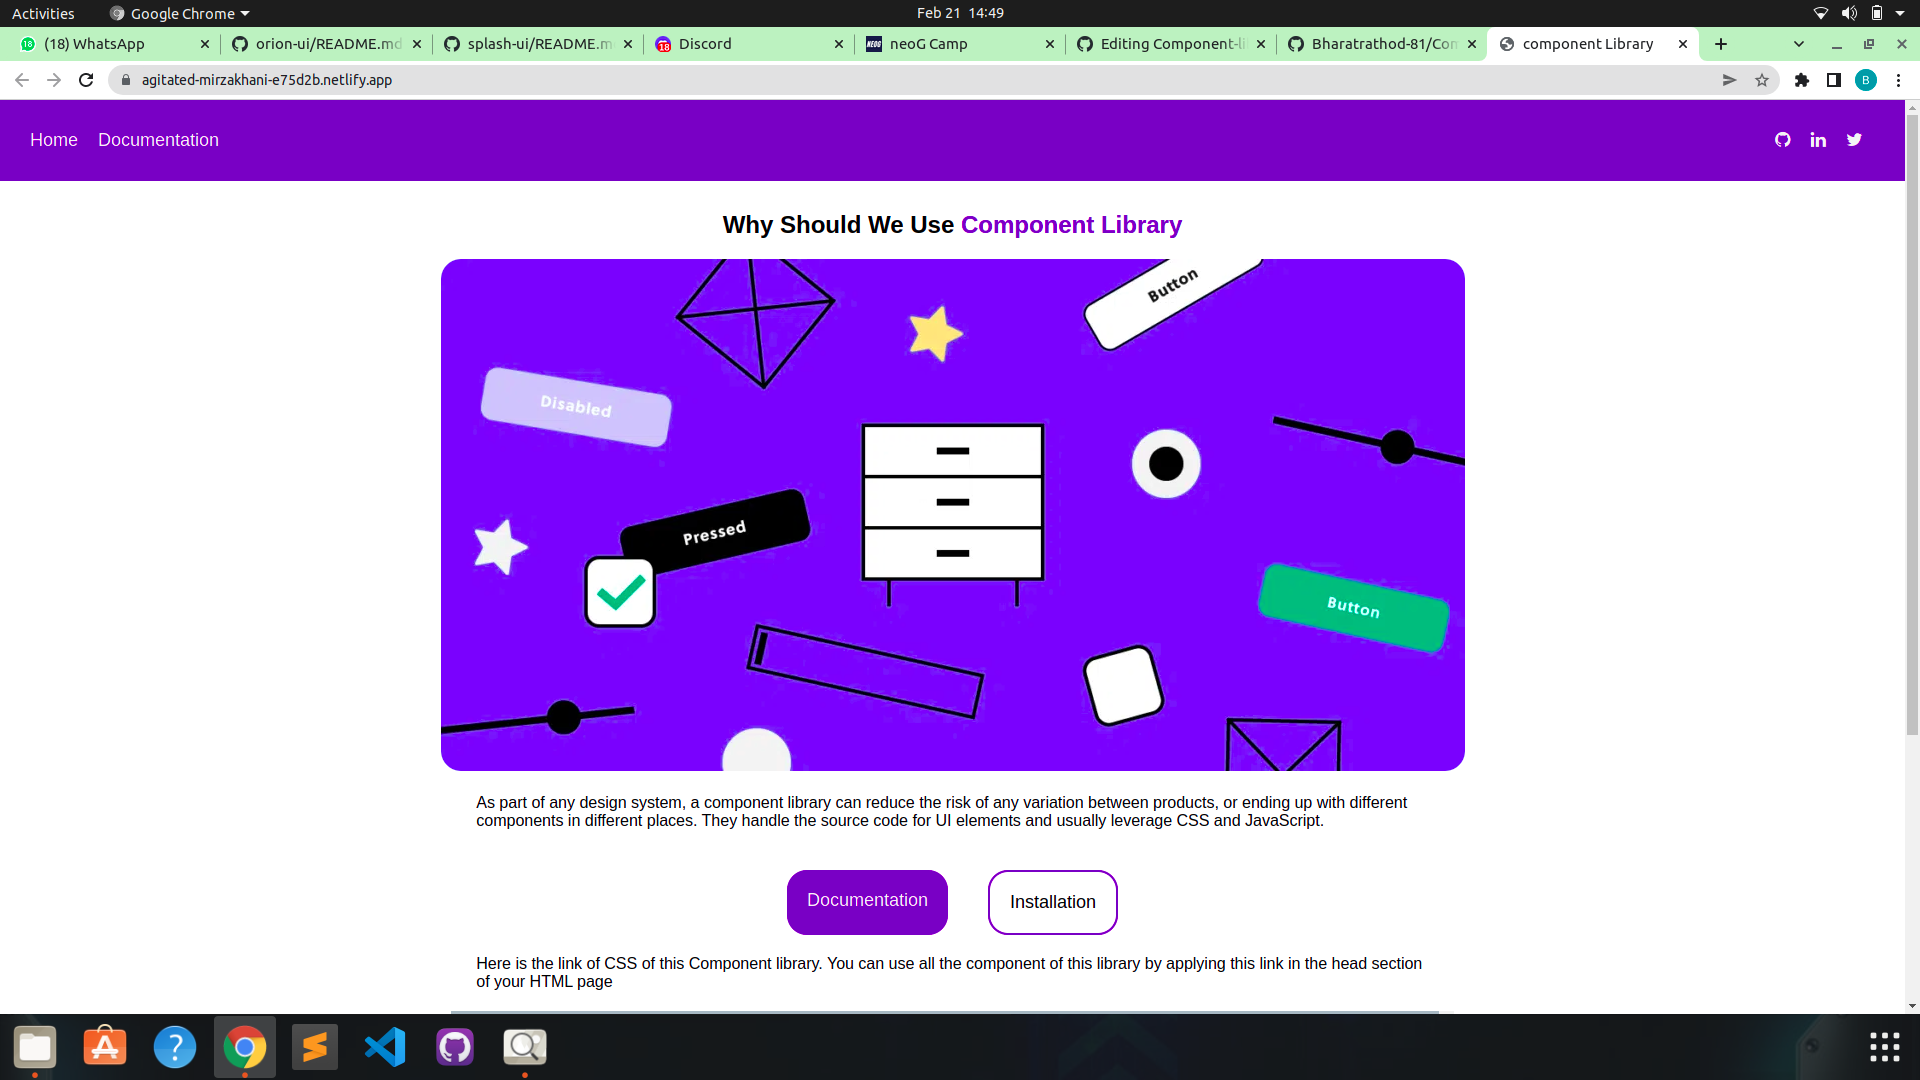 Activities Google Chrome Feb 21 14:49
(18) WhatsApp orion-ui/README.md splash-ui/README.m Discord neoG Camp Editing Component-li Bharatrathod-81/Com component Library
agitated-mirzakhani-e75d2b.netlify.app B
Home Documentation
Why Should We Use Component Library
Button
Disabled
Pressed
Button
As part of any design system, a component library can reduce the risk of any variation between products, or ending up with different
components in different places. They handle the source code for UI elements and usually leverage CSS and JavaScript.
Documentation Installation
Here is the link of CSS of this Component library. You can use all the component of this library by applying this link in the head section
of your HTML page